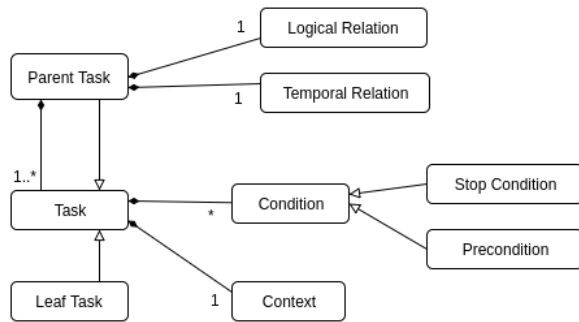 1
Logical Relation
Parent Task
1
Temporal Relation
1..*
Task
*
Condition
Stop Condition
Precondition
Leaf Task
1
Context